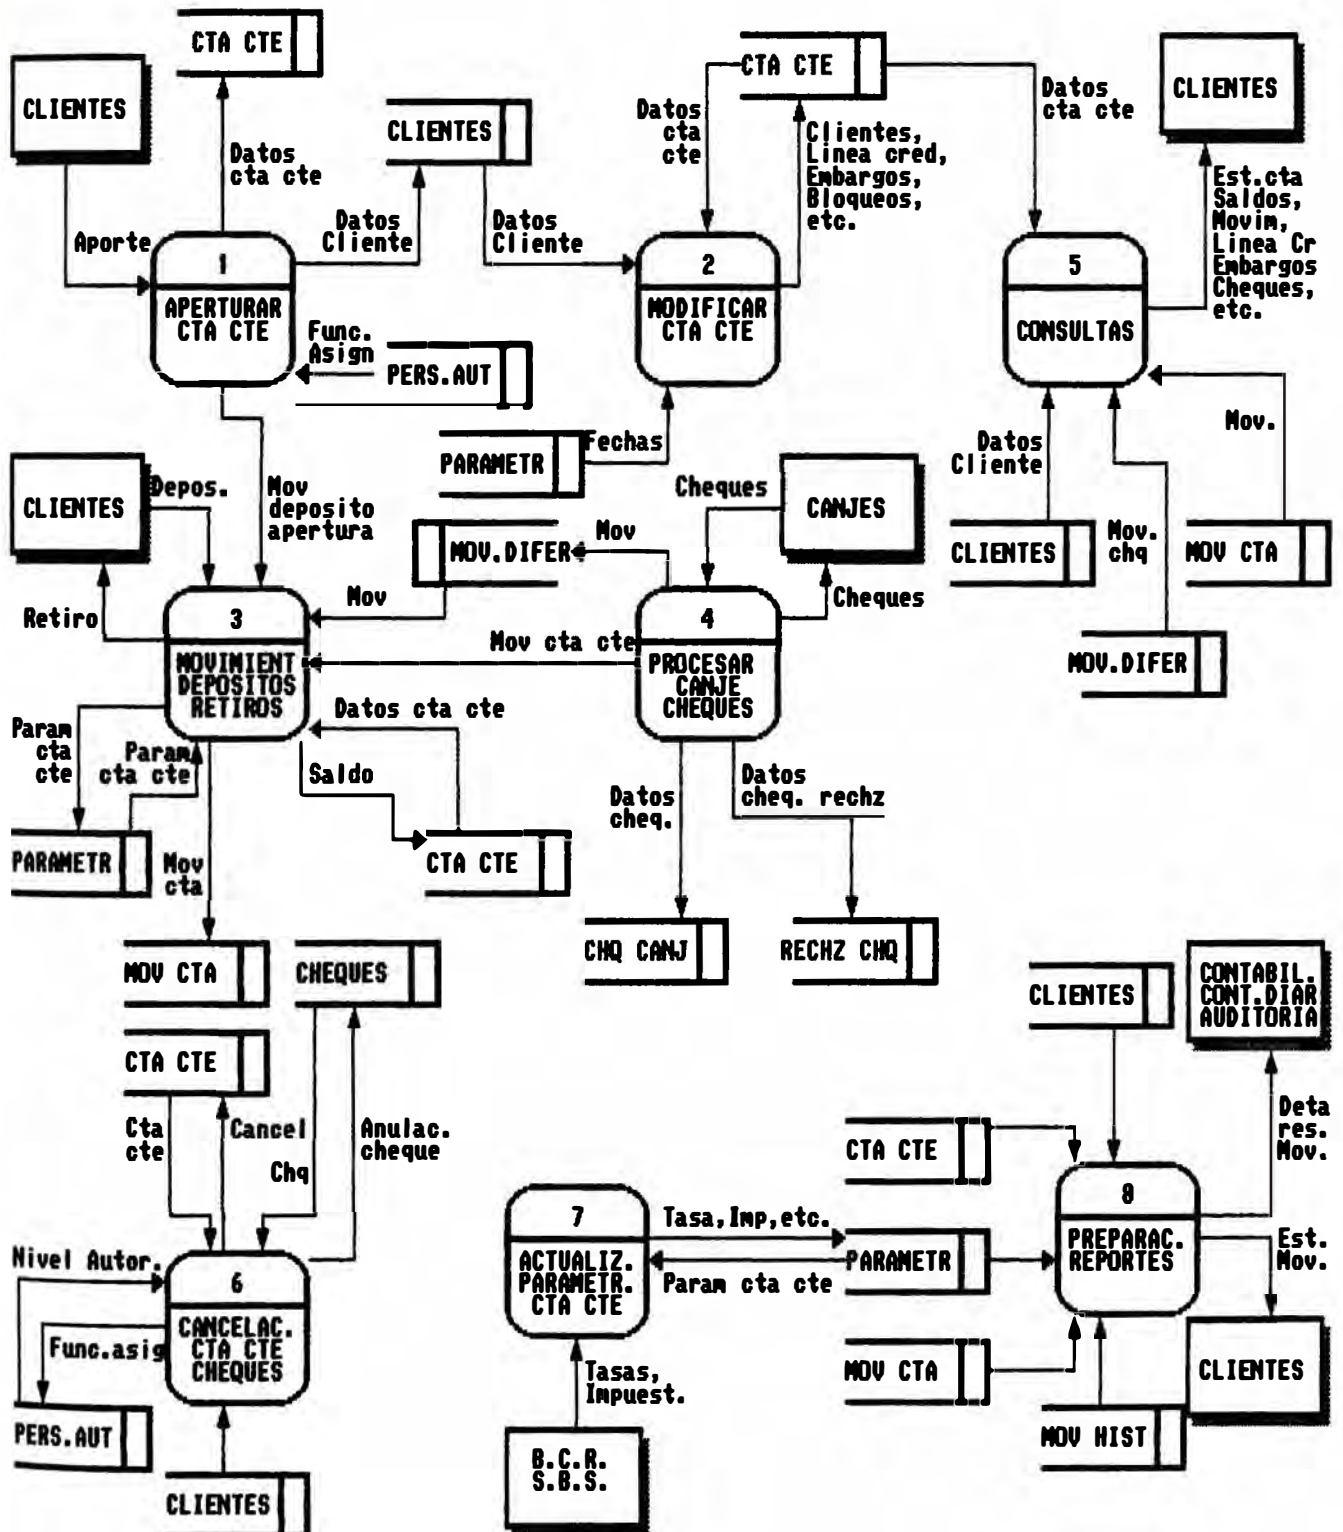 CTA CTE
CLIENTES
CLIENTES
Datos
cta cte
Aporte
Datos
Cliente
Datos
Cliente
1
APERTURAR
CTA CTE
Func.
Asign
PERS.AUT
CTA CTE
Datos
cta
cte
Clientes,
Linea cred,
Embargos,
Bloqueos,
etc.
2
MODIFICAR
CTA CTE
PARAMETR
Fechas
Datos
cta cte
CLIENTES
Est.cta
Saldos,
Movim,
Linea Cr
Embargos
Cheques,
etc.
5
CONSULTAS
Datos
Cliente
Mov.
CLIENTES
Mov.
chq
MOV CTA
MOV.DIFER
CLIENTES
Depos.
Mov
deposito
apertura
Retiro
MOV.DIFER
Mov
Mov
Cheques
CANJES
Cheques
3
MOVIMIENT
DEPOSITOS
RETIROS
Mov cta cte
4
PROCESAR
CANJE
CHEQUES
Param
cta
cte
Param
cta cte
Datos cta cte
Saldo
PARAMETR
Mov
cta
CTA CTE
Datos
cheq.
Datos
cheq. rechz
CHQ CANJ
RECHZ CHQ
MOV CTA
CHEQUES
CTA CTE
Cta
cte
Cancel
Chq
Anulac.
cheque
Nivel Autor.
6
CANCELAC.
CTA CTE
CHEQUES
Func.asig
PERS.AUT
CLIENTES
7
ACTUALIZ.
PARAMETR.
CTA CTE
Tasa,Imp,etc.
Param cta cte
Tasas,
Impuest.
B.C.R.
S.B.S.
CLIENTES
CONTABIL.
CONT.DIAR
AUDITORIA
CTA CTE
Deta
res.
Mov.
8
PREPARAC.
REPORTES
PARAMETR
Est.
Mov.
MOV CTA
CLIENTES
MOV HIST